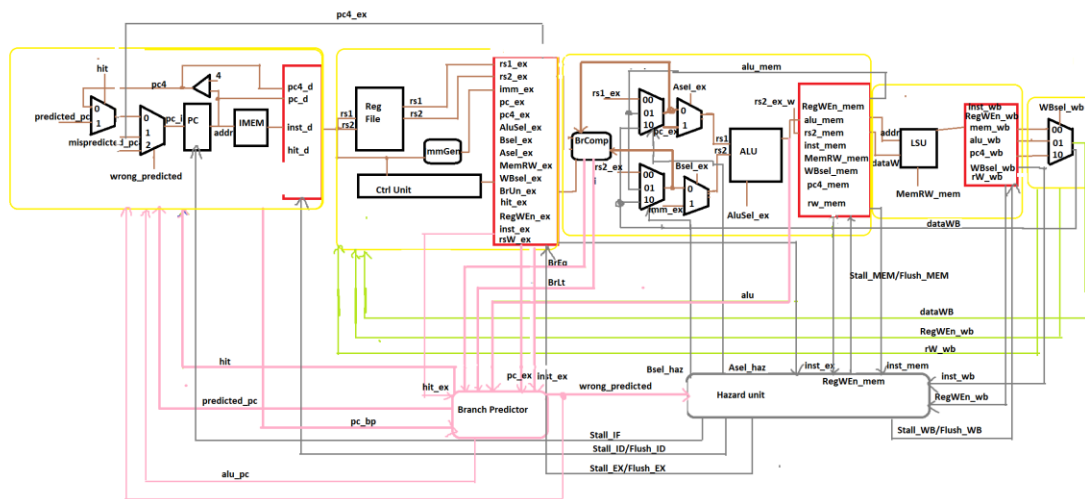 pc4_ex
hit
pc4
4
pc4_d
pc_d
0
1
predicted_pc
0
1
2
pc_i
PC
addr
IMEM
inst_d
hit_d
wrong_predicted
rs1
rs2
Reg
File
rs1
rs2
mmGen
Ctrl Unit
rs1_ex
rs2_ex
imm_ex
pc_ex
pc4_ex
AluSel_ex
Bsel_ex
Asel_ex
MemRW_ex
WBsel_ex
BrUn_ex
hit_ex
RegWEn_ex
inst_ex
rsW_ex
rs1_ex
00
01
10
Asel_ex
0
1
pc_ex
BrComp
rs2_ex
00
01
10
Bsel_ex
0
1
rs1
rs2
ALU
AluSel_ex
alu_mem
rs2_ex_w
RegWEn_mem
alu_mem
rs2_mem
inst_mem
MemRW_mem
WBsel_mem
pc4_mem
rw_mem
addr
LSU
MemRW_mem
Inst_wb
RegWEn_wb
mem_wb
alu_wb
pc4_wb
WBsel_wb
rW_wb
WBsel_wb
00
01
10
dataWB
BrEq
BrLt
alu
Stall_MEM/Flush_MEM
dataWB
RegWEn_wb
rW_wb
hit
hit_ex
pc_ex
inst_ex
wrong_predicted
Bsel_haz
Asel_haz
inst_ex
inst_mem
RegWEn_mem
inst_wb
RegWEn_wb
predicted_pc
Branch Predictor
Hazard unit
pc_bp
Stall_IF
Stall_WB/Flush_WB
Stall_ID/Flush_ID
Stall_EX/Flush_EX
alu_pc